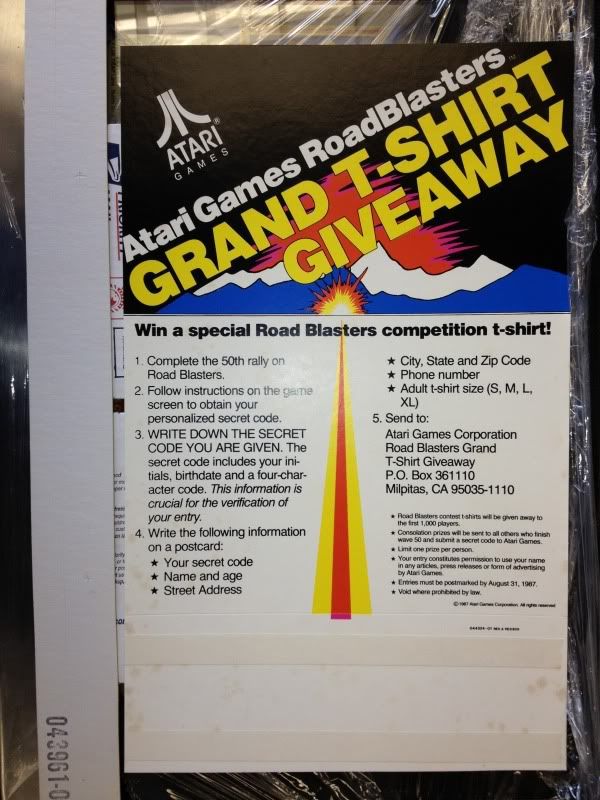 ATARI®
GAMES
Atari Games RoadBlasters™
GRAND T-SHIRT
GIVEAWAY
Win a special Road Blasters competition t-shirt!
1. Complete the 50th rally on
Road Blasters.
2. Follow instructions on the game
screen to obtain your
personalized secret code.
3. WRITE DOWN THE SECRET
CODE YOU ARE GIVEN. The
secret code includes your ini-
tials, birthdate and a four-char-
acter code. This information is
crucial for the verification of
your entry.
4. Write the following information
on a postcard:
★ Your secret code
★ Name and age
★ Street Address
★ City, State and Zip Code
★ Phone number
★ Adult t-shirt size (S, M, L,
XL)
5. Send to:
Atari Games Corporation
Road Blasters Grand
T-Shirt Giveaway
P.O. Box 361110
Milpitas, CA 95035-1110
★ Road Blasters contest t-shirts will be given away to
the first 1,000 players.
★ Consolation prizes will be sent to all others who finish
wave 50 and submit a secret code to Atari Games.
★ Limit one prize per person.
★ Your entry constitutes permission to use your name
in any articles, press releases or form of advertising
by Atari Games.
★ Entries must be postmarked by August 31, 1987.
★ Void where prohibited by law.
© 1987 Atari Games Corporation. All rights reserved
043961-0